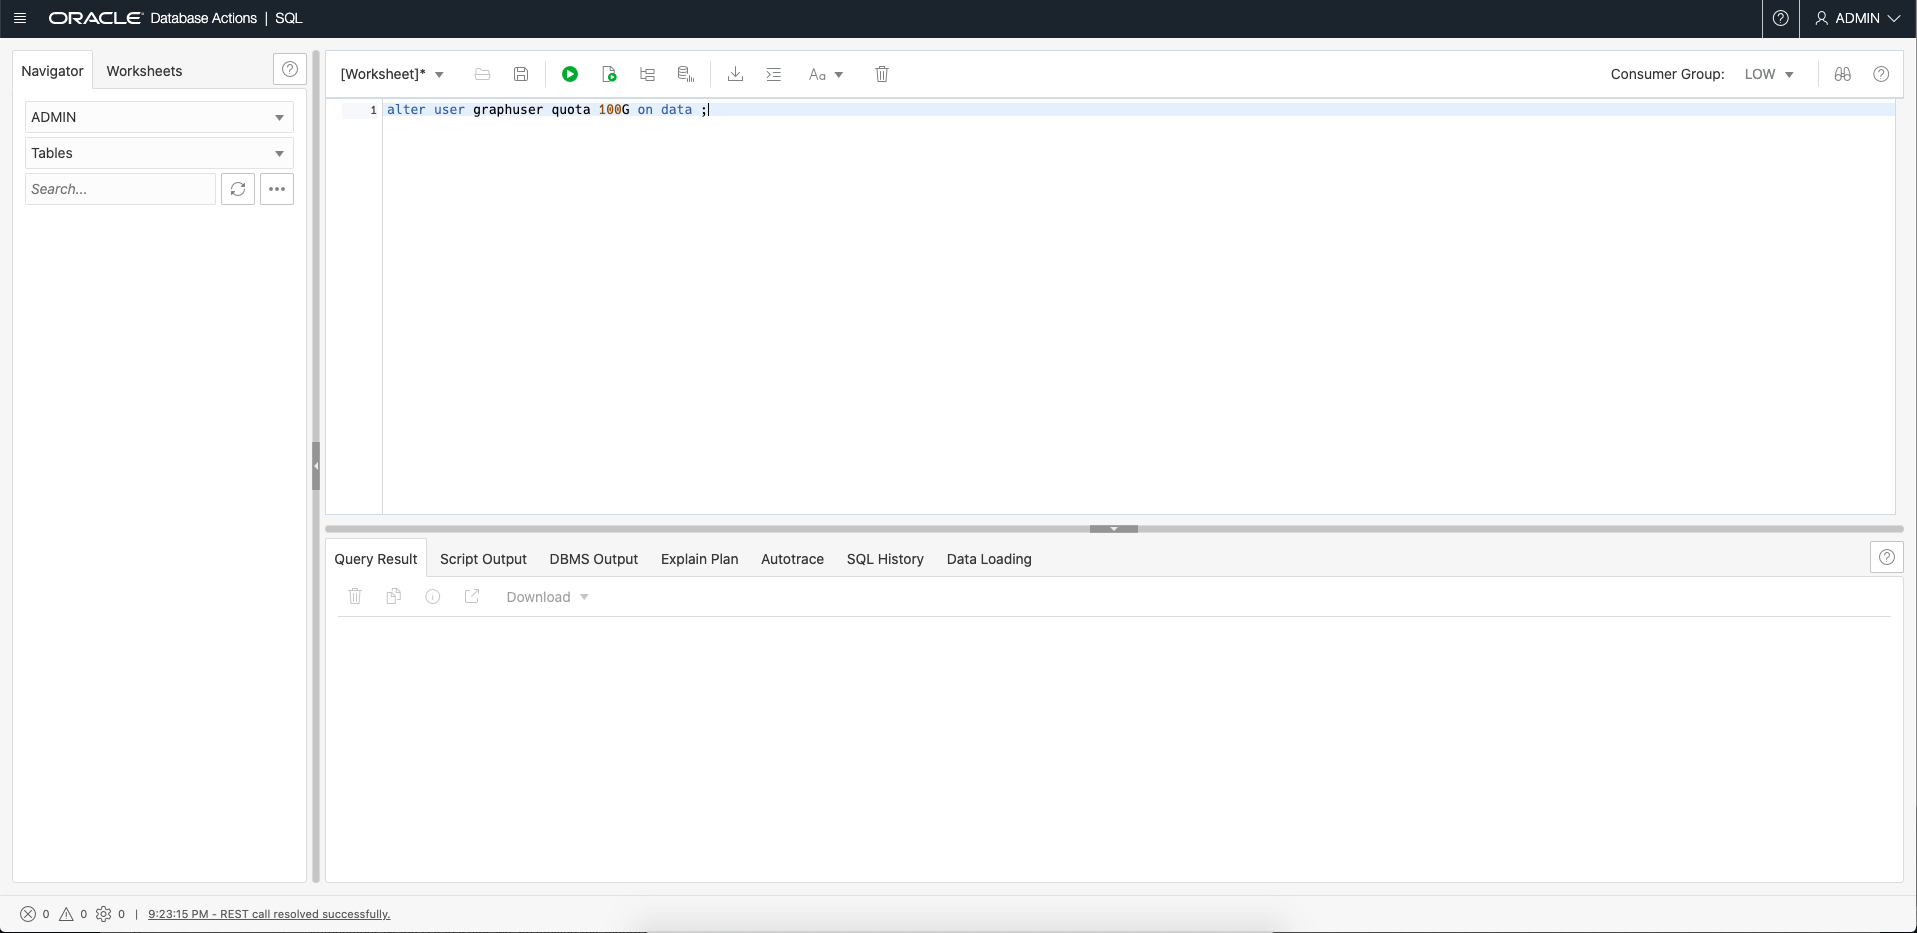 ORACLE Database Actions | SQL
ADMIN
Navigator
Worksheets
ADMIN
Tables
Search...
[Worksheet]*
Aa
Consumer Group: LOW
1 alter user graphuser quota 100G on data ;
Query Result
Script Output
DBMS Output
Explain Plan
Autotrace
SQL History
Data Loading
Download
0 0 0 | 9:23:15 PM - REST call resolved successfully.